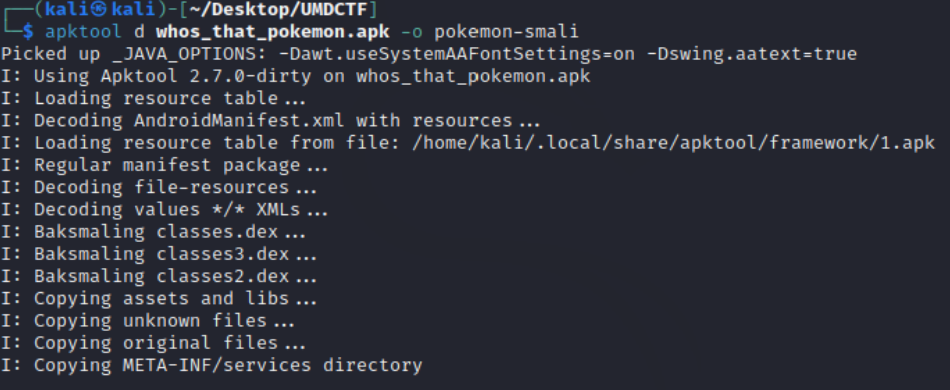 ┌──(kali㉿kali)-[~/Desktop/UMDCTF]
└─$ apktool d whos_that_pokemon.apk -o pokemon-smali
Picked up _JAVA_OPTIONS: -Dawt.useSystemAAFontSettings=on -Dswing.aatext=true
I: Using Apktool 2.7.0-dirty on whos_that_pokemon.apk
I: Loading resource table...
I: Decoding AndroidManifest.xml with resources...
I: Loading resource table from file: /home/kali/.local/share/apktool/framework/1.apk
I: Regular manifest package...
I: Decoding file-resources...
I: Decoding values */* XMLs...
I: Baksmaling classes.dex...
I: Baksmaling classes3.dex...
I: Baksmaling classes2.dex...
I: Copying assets and libs...
I: Copying unknown files...
I: Copying original files...
I: Copying META-INF/services directory